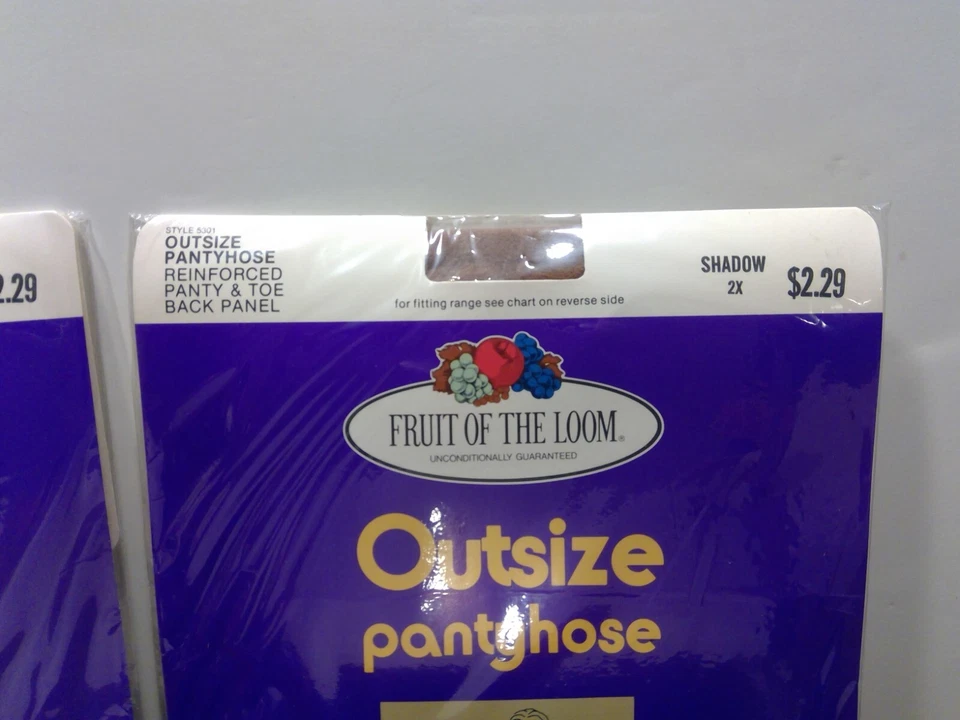 2.29
STYLE 5301
OUTSIZE
PANTYHOSE
REINFORCED
PANTY & TOE
BACK PANEL
for fitting range see chart on reverse side
SHADOW
2X
$2.29
FRUIT OF THE LOOM®
UNCONDITIONALLY GUARANTEED
Outsize
pantyhose